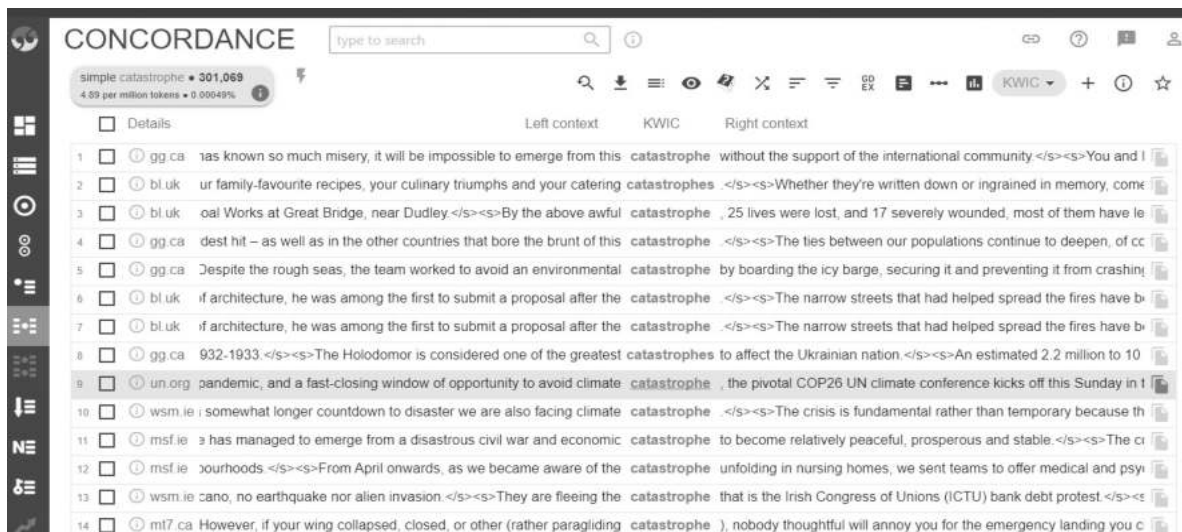 CONCORDANCE
type to search
simple catastrophe • 301,069
4.89 per million tokens • 0.00049%
GD
EX
KWIC
Details Left context KWIC Right context
1 gg.ca has known so much misery, it will be impossible to emerge from this catastrophe without the support of the international community.</s><s>You and
2 bl.uk ur family-favourite recipes, your culinary triumphs and your catering catastrophes .</s><s>Whether they're written down or ingrained in memory, come
3 bl.uk oal Works at Great Bridge, near Dudley.</s><s>By the above awful catastrophe , 25 lives were lost, and 17 severely wounded, most of them have le
4 gg.ca dest hit – as well as in the other countries that bore the brunt of this catastrophe .</s><s>The ties between our populations continue to deepen, of cc
5 gg.ca Despite the rough seas, the team worked to avoid an environmental catastrophe by boarding the icy barge, securing it and preventing it from crashing
6 bl.uk of architecture, he was among the first to submit a proposal after the catastrophe .</s><s>The narrow streets that had helped spread the fires have b
7 bl.uk of architecture, he was among the first to submit a proposal after the catastrophe .</s><s>The narrow streets that had helped spread the fires have b
8 gg.ca 932-1933.</s><s>The Holodomor is considered one of the greatest catastrophes to affect the Ukrainian nation.</s><s>An estimated 2.2 million to 10
9 un.org pandemic, and a fast-closing window of opportunity to avoid climate catastrophe , the pivotal COP26 UN climate conference kicks off this Sunday in
10 wsm.ie somewhat longer countdown to disaster we are also facing climate catastrophe .</s><s>The crisis is fundamental rather than temporary because th
11 msf.ie has managed to emerge from a disastrous civil war and economic catastrophe to become relatively peaceful, prosperous and stable.</s><s>The
12 msf.ie bourhoods.</s><s>From April onwards, as we became aware of the catastrophe unfolding in nursing homes, we sent teams to offer medical and psy
13 wsm.ie cano, no earthquake nor alien invasion.</s><s>They are fleeing the catastrophe that is the Irish Congress of Unions (ICTU) bank debt protest.</s>
14 mt7.ca However, if your wing collapsed, closed, or other (rather paragliding catastrophe ), nobody thoughtful will annoy you for the emergency landing you c